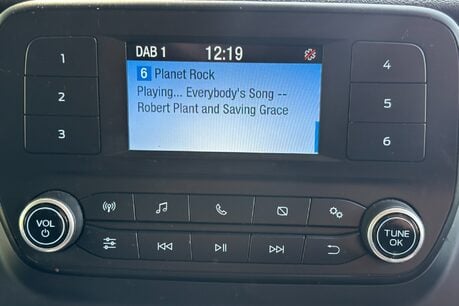 DAB 1 12:19
6 Planet Rock
Playing... Everybody's Song --
Robert Plant and Saving Grace
1
2
3
4
5
6
VOL
TUNE
OK